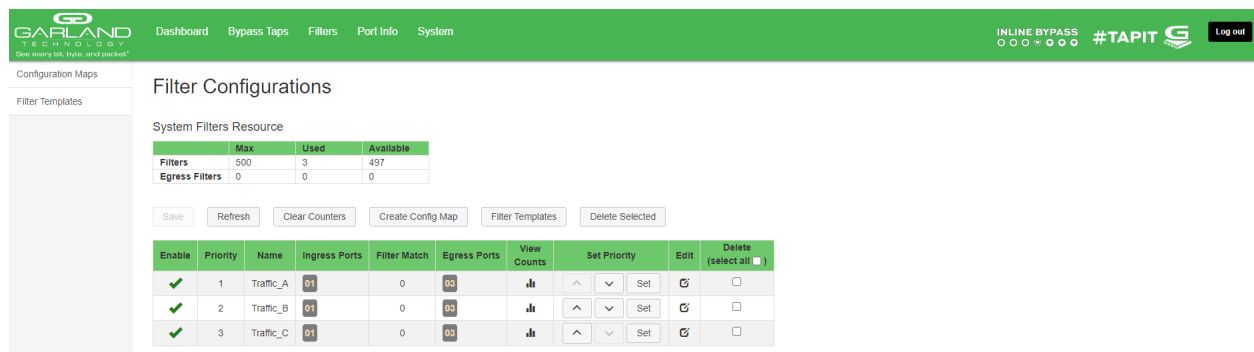 GARLAND
TECHNOLOGY
See every bit, byte, and packet®
Dashboard Bypass Taps Filters Port Info System
INLINE BYPASS
#TAPIT
Log out
Configuration Maps
Filter Templates
Filter Configurations
System Filters Resource
Max Used Available
Filters 500 3 497
Egress Filters 0 0 0
Save Refresh Clear Counters Create Config Map Filter Templates Delete Selected
Enable Priority Name Ingress Ports Filter Match Egress Ports View Counts Set Priority Edit Delete (select all )
1 Traffic_A 01 0 03 Set
2 Traffic_B 01 0 03 Set
3 Traffic_C 01 0 03 Set